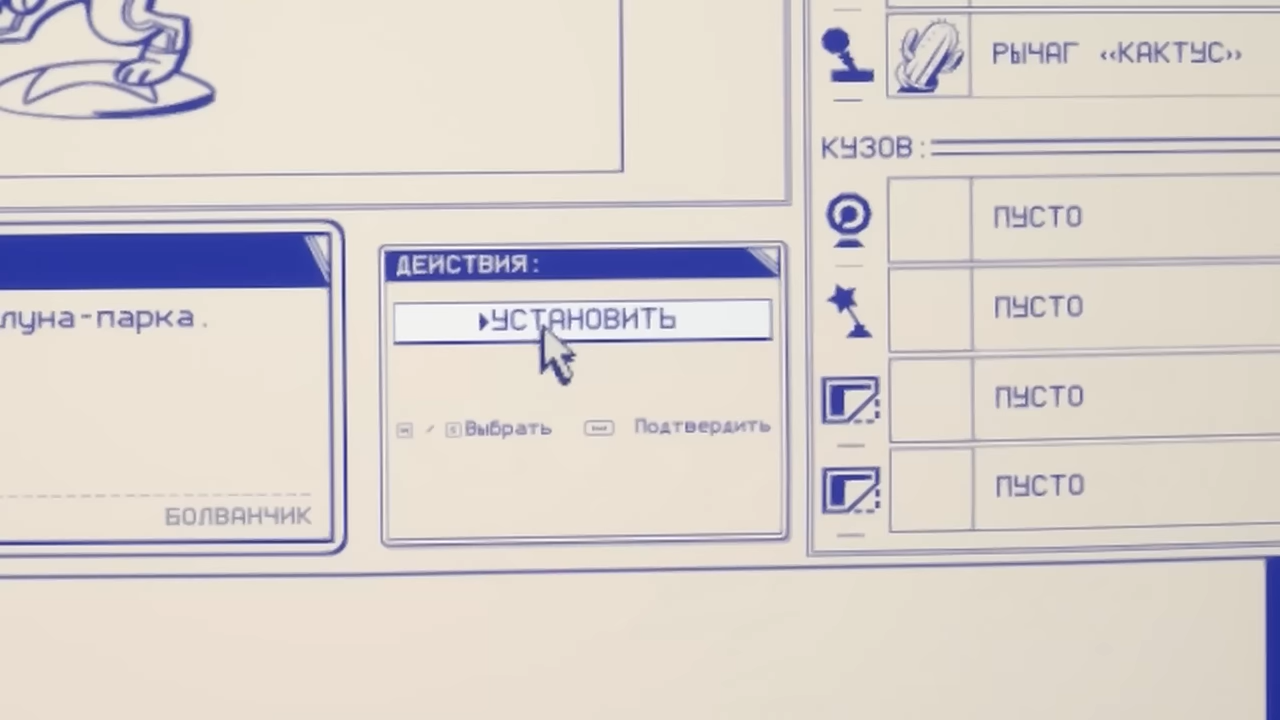 РЫЧАГ «КАКТУС»
КУЗОВ:
ПУСТО
ПУСТО
ПУСТО
ПУСТО
луна-парка.
БОЛВАНЧИК
ДЕЙСТВИЯ:
УСТАНОВИТЬ
Выбрать
Подтвердить